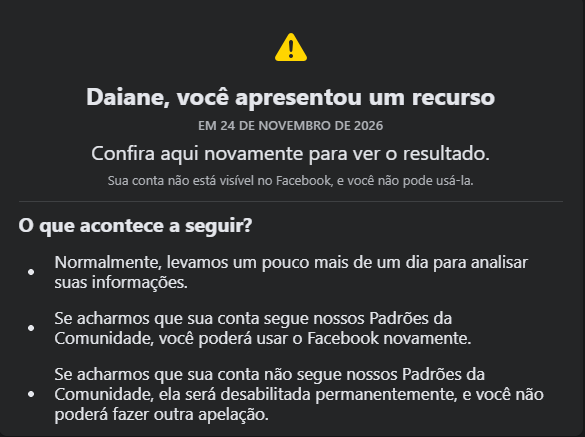 Daiane, você apresentou um recurso
EM 24 DE NOVEMBRO DE 2026
Confira aqui novamente para ver o resultado.
Sua conta não está visível no Facebook, e você não pode usá-la.
O que acontece a seguir?
• Normalmente, levamos um pouco mais de um dia para analisar
suas informações.
• Se acharmos que sua conta segue nossos Padrões da
Comunidade, você poderá usar o Facebook novamente.
• Se acharmos que sua conta não segue nossos Padrões da
Comunidade, ela será desabilitada permanentemente, e você não
poderá fazer outra apelação.